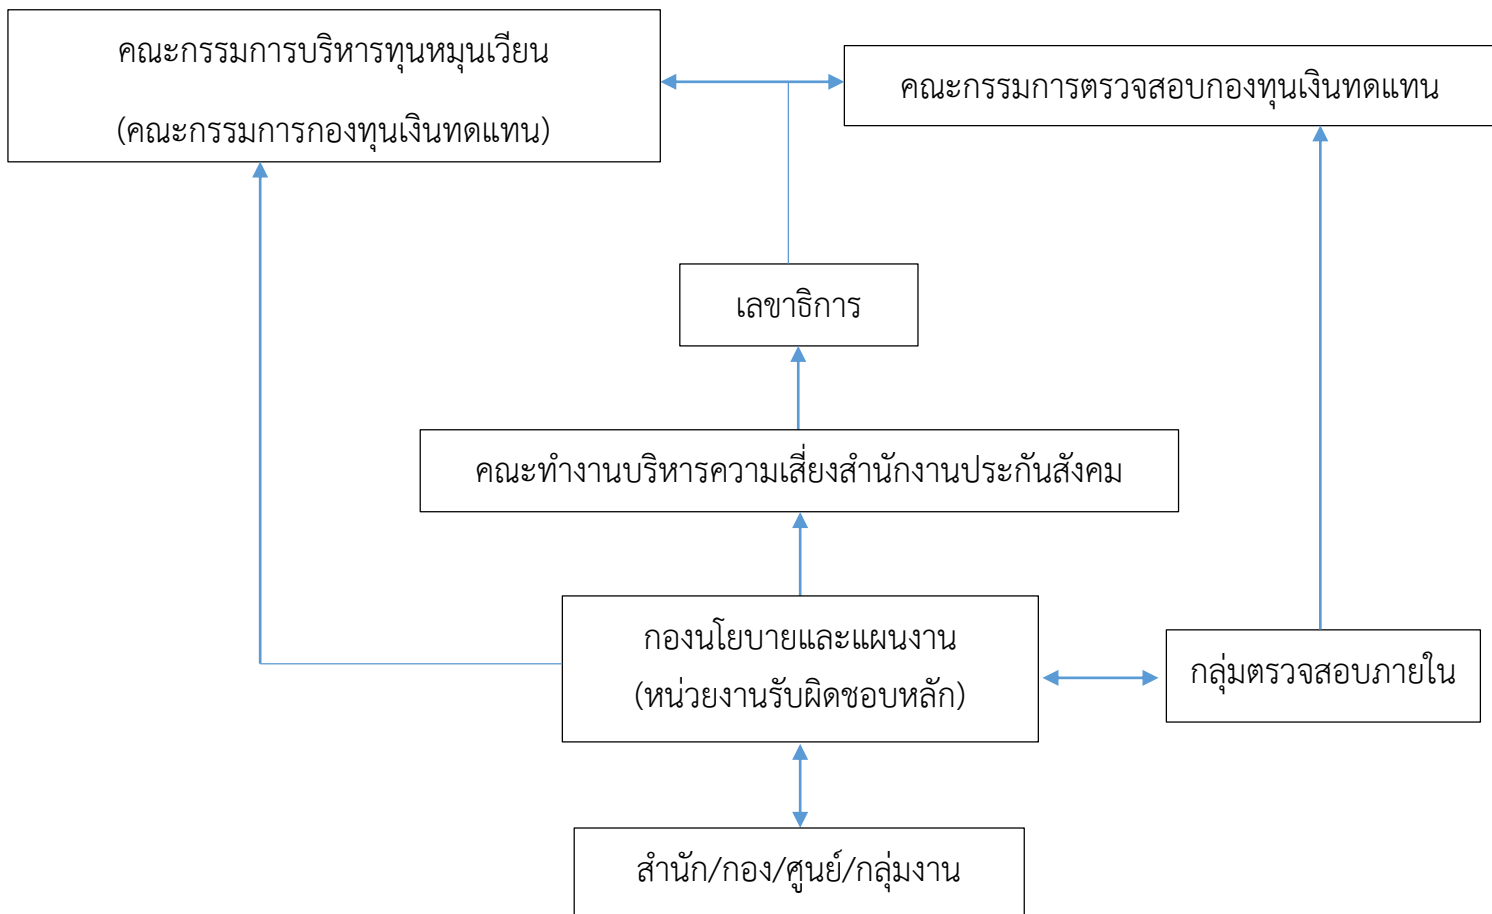 คณะกรรมการบริหารทุนหมุนเวียน
(คณะกรรมการกองทุนเงินทดแทน)
คณะกรรมการตรวจสอบกองทุนเงินทดแทน
เลขาธิการ
คณะทำงานบริหารความเสี่ยงสำนักงานประกันสังคม
กองนโยบายและแผนงาน
(หน่วยงานรับผิดชอบหลัก)
กลุ่มตรวจสอบภายใน
สำนัก/กอง/ศูนย์/กลุ่มงาน